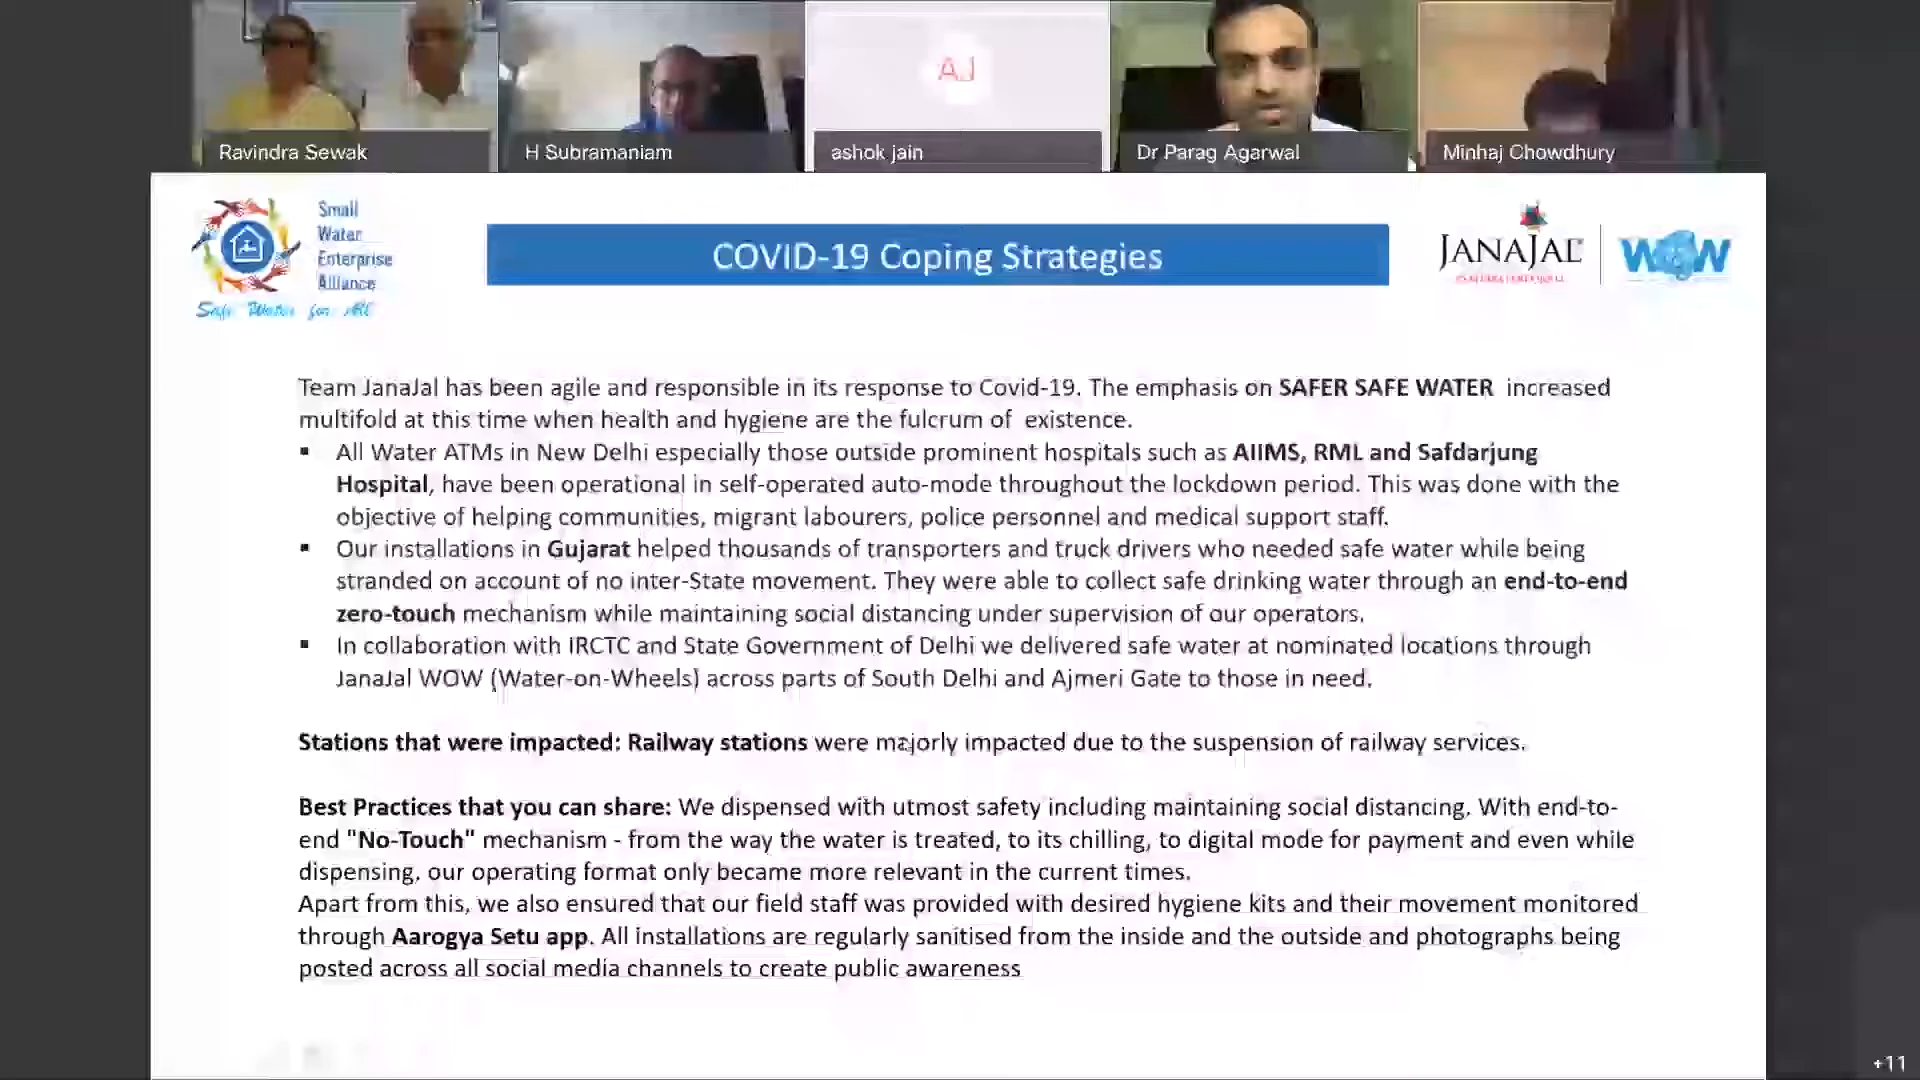 AJ
Ravindra Sewak
H Subramaniam
ashok jain
Dr Parag Agarwal
Minhaj Chowdhury
Small
Water
Enterprise
Alliance
Safe Water for All
COVID-19 Coping Strategies
JANAJAL
WOW
Team JanaJal has been agile and responsible in its response to Covid-19. The emphasis on SAFER SAFE WATER increased
multifold at this time when health and hygiene are the fulcrum of existence.
▪ All Water ATMs in New Delhi especially those outside prominent hospitals such as AIIMS, RML and Safdarjung
Hospital, have been operational in self-operated auto-mode throughout the lockdown period. This was done with the
objective of helping communities, migrant labourers, police personnel and medical support staff.
▪ Our installations in Gujarat helped thousands of transporters and truck drivers who needed safe water while being
stranded on account of no inter-State movement. They were able to collect safe drinking water through an end-to-end
zero-touch mechanism while maintaining social distancing under supervision of our operators.
▪ In collaboration with IRCTC and State Government of Delhi we delivered safe water at nominated locations through
JanaJal WOW (Water-on-Wheels) across parts of South Delhi and Ajmeri Gate to those in need.
Stations that were impacted: Railway stations were majorly impacted due to the suspension of railway services.
Best Practices that you can share: We dispensed with utmost safety including maintaining social distancing. With end-to-
end "No-Touch" mechanism - from the way the water is treated, to its chilling, to digital mode for payment and even while
dispensing, our operating format only became more relevant in the current times.
Apart from this, we also ensured that our field staff was provided with desired hygiene kits and their movement monitored
through Aarogya Setu app. All installations are regularly sanitised from the inside and the outside and photographs being
posted across all social media channels to create public awareness
+11